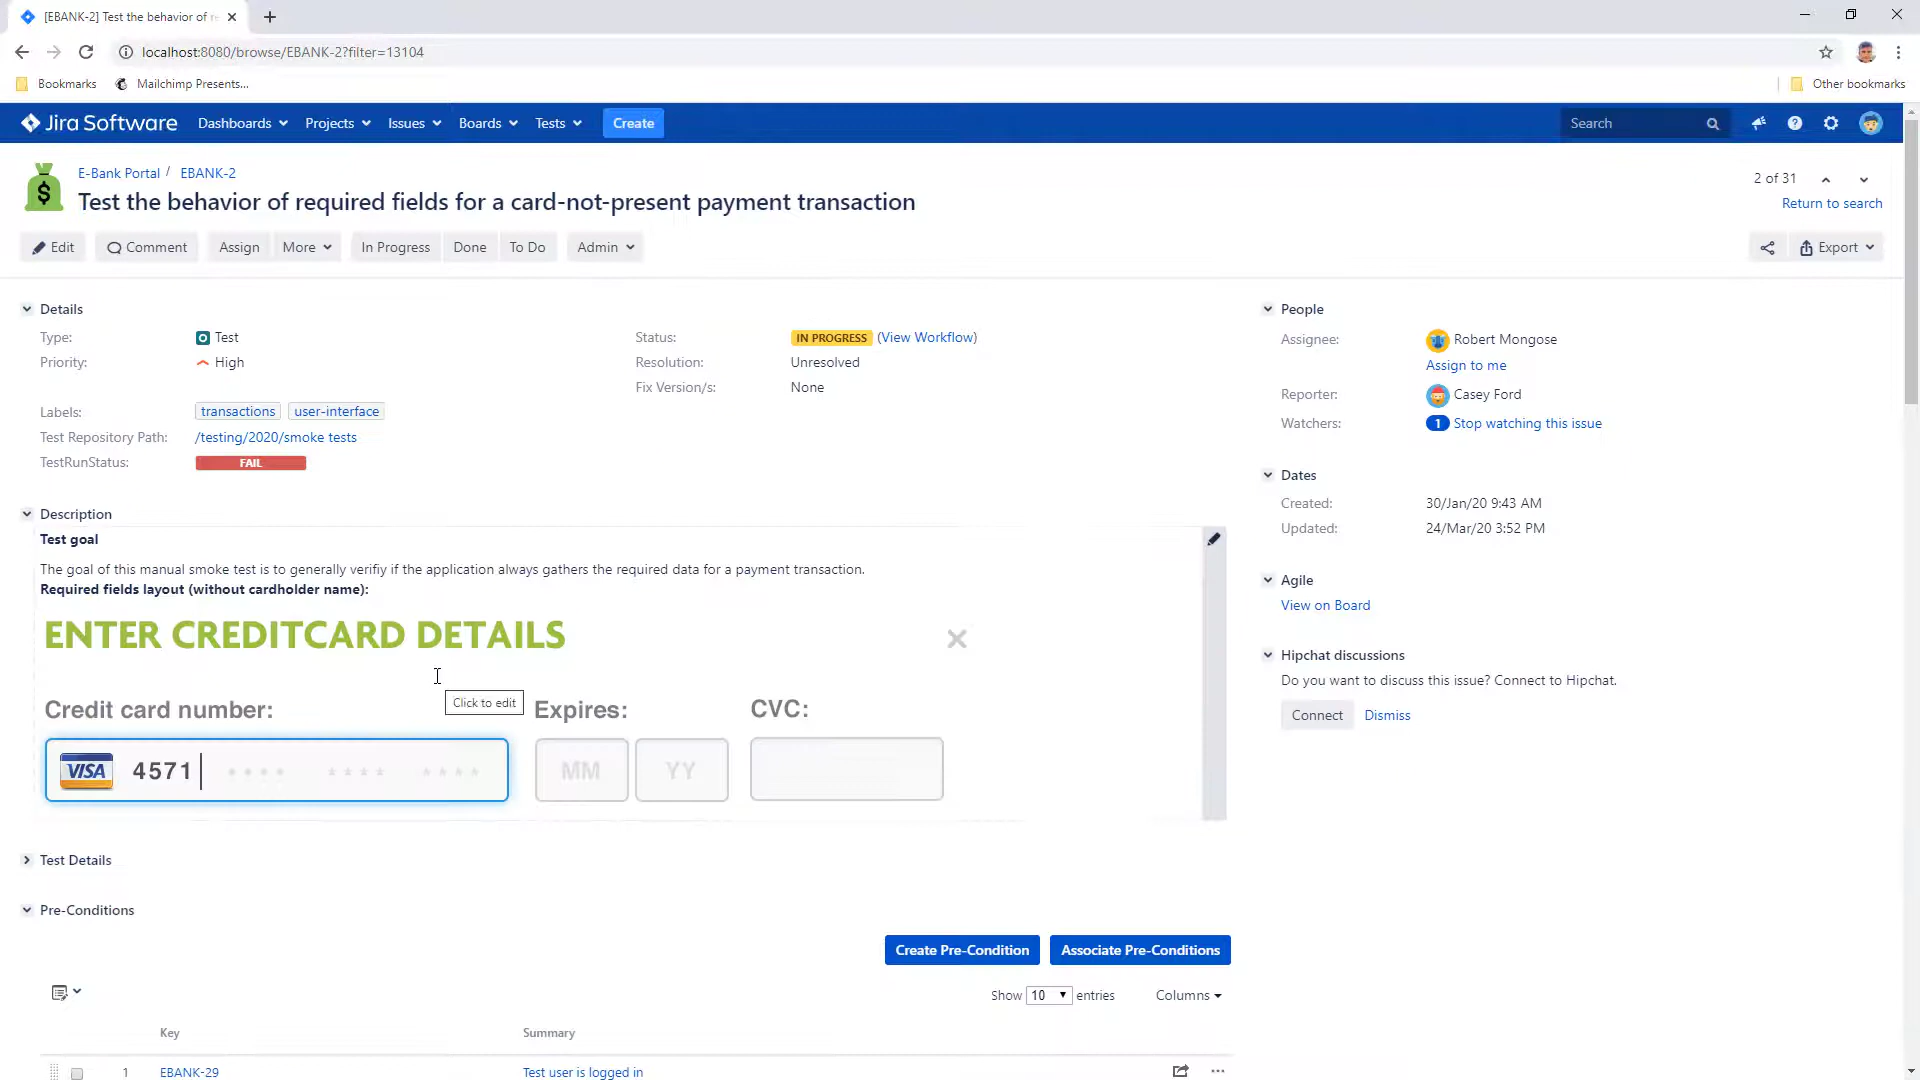 [EBANK-2] Test the behavior of re
localhost:8080/browse/EBANK-2?filter=13104
Bookmarks
Mailchimp Presents...
Other bookmarks
Jira Software
Dashboards
Projects
Issues
Boards
Tests
Create
Search
E-Bank Portal / EBANK-2
Test the behavior of required fields for a card-not-present payment transaction
2 of 31
Return to search
Edit
Comment
Assign
More
In Progress
Done
To Do
Admin
Export
Details
Type: Test
Priority: High
Labels: transactions user-interface
Test Repository Path: /testing/2020/smoke tests
TestRunStatus: FAIL
Status: IN PROGRESS (View Workflow)
Resolution: Unresolved
Fix Version/s: None
People
Assignee: Robert Mongose
Assign to me
Reporter: Casey Ford
Watchers: 1 Stop watching this issue
Dates
Created: 30/Jan/20 9:43 AM
Updated: 24/Mar/20 3:52 PM
Agile
View on Board
Hipchat discussions
Do you want to discuss this issue? Connect to Hipchat.
Connect
Dismiss
Description
Test goal
The goal of this manual smoke test is to generally verifiy if the application always gathers the required data for a payment transaction.
Required fields layout (without cardholder name):
ENTER CREDITCARD DETAILS
Credit card number:
Click to edit
Expires:
CVC:
VISA 4571 **** **** ****
MM
YY
Test Details
Pre-Conditions
Create Pre-Condition
Associate Pre-Conditions
Show 10 entries
Columns
Key
Summary
1 EBANK-29 Test user is logged in